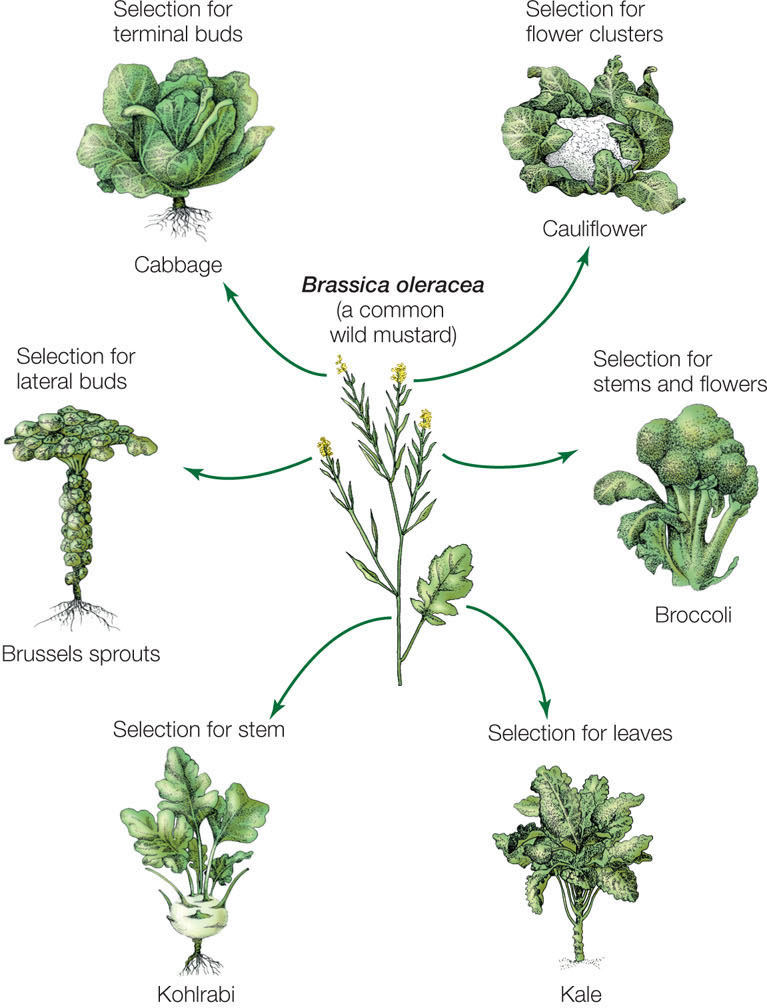 Selection for
terminal buds
Selection for
flower clusters
Cauliflower
Cabbage
Brassica oleracea
(a common
wild mustard)
Selection for
lateral buds
Selection for
stems and flowers
Broccoli
Brussels sprouts
Selection for stem
Selection for leaves
Kohlrabi
Kale